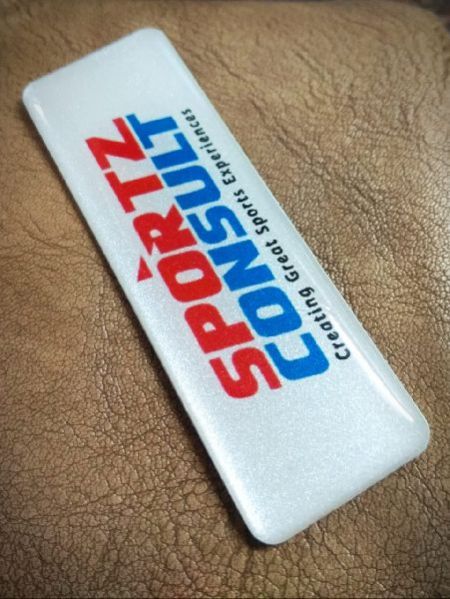 SPORTZ
CONSULT
Creating Great Sports Experiences